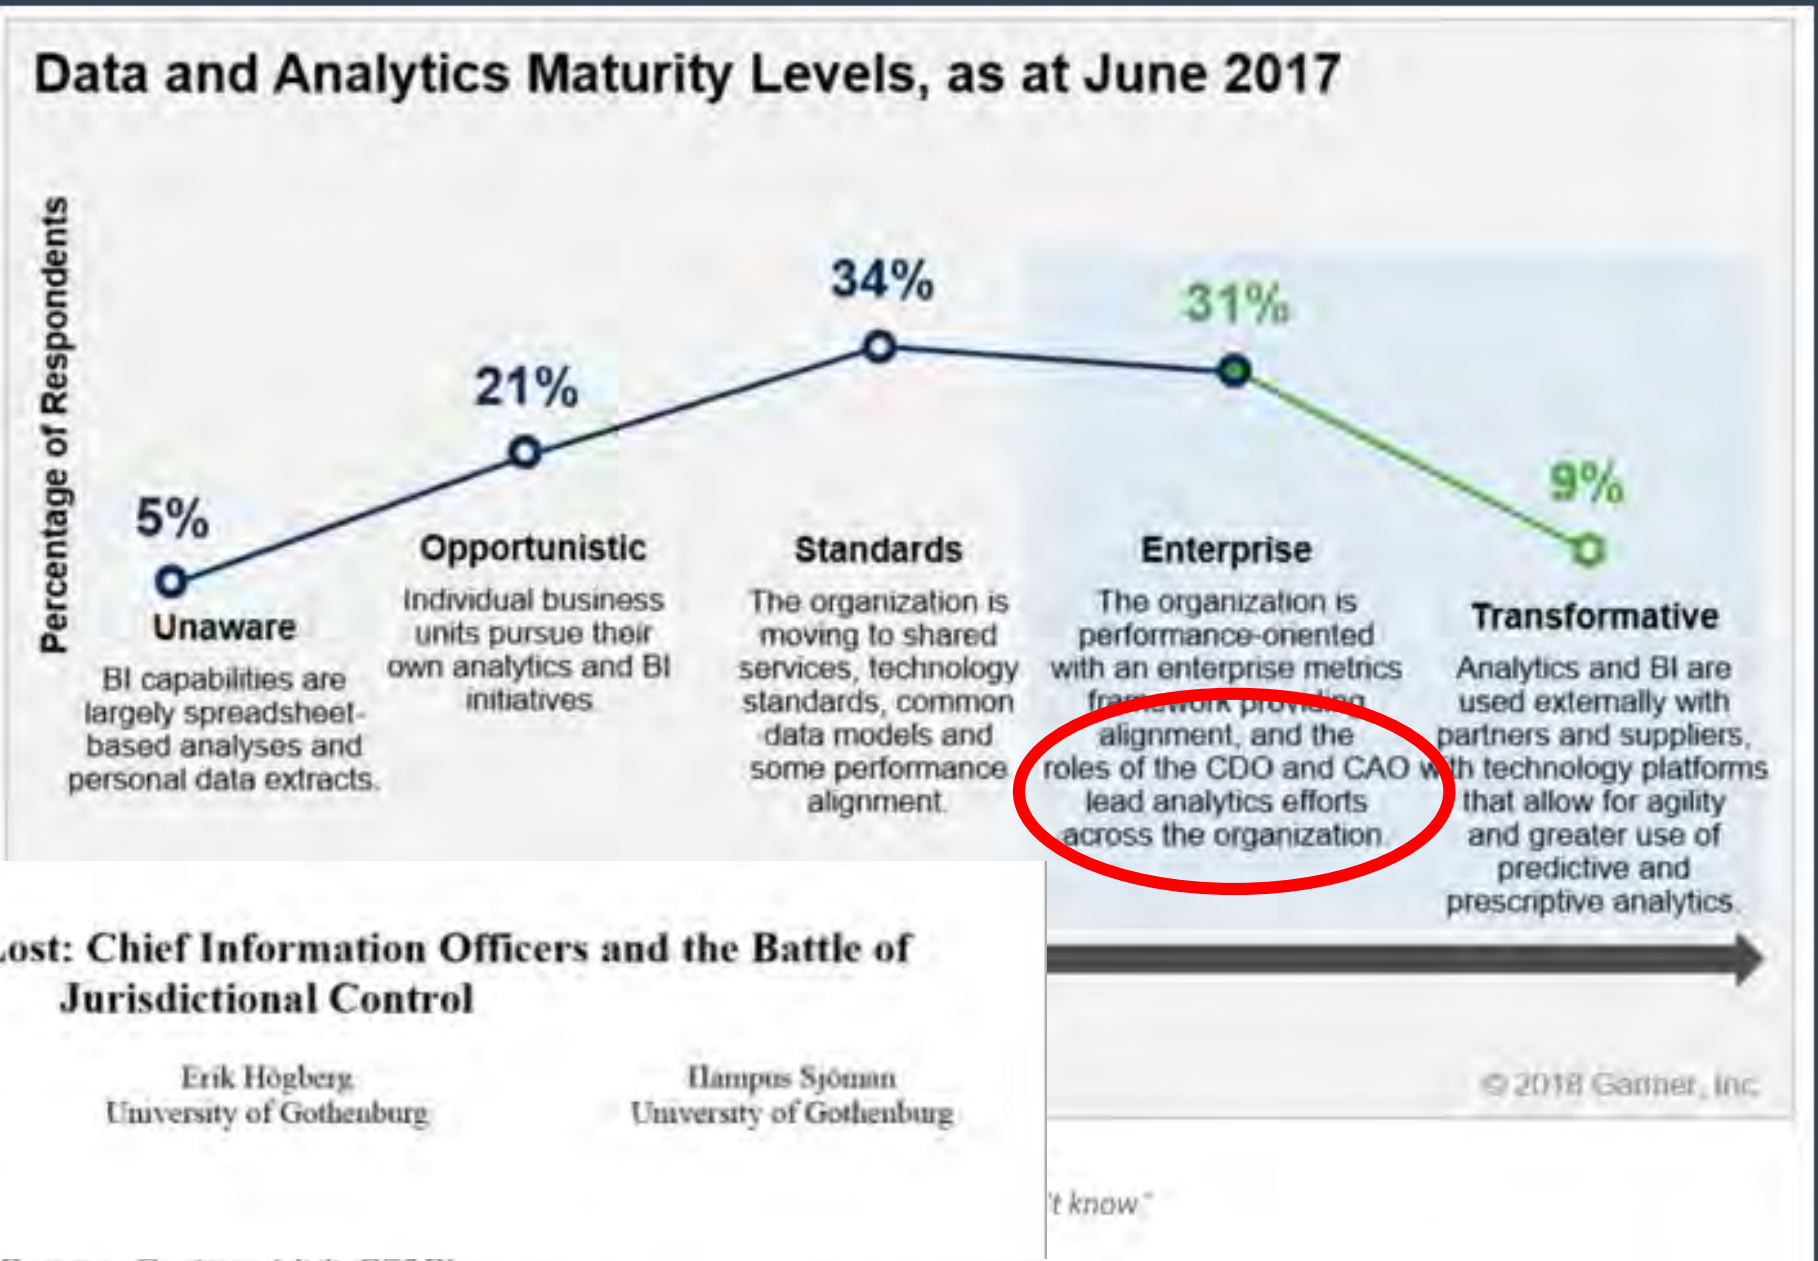 Data and Analytics Maturity Levels, as at June 2017
Percentage of Respondents
5%
21%
34%
31%
9%
Unaware
BI capabilities are
largely spreadsheet-
based analyses and
personal data extracts.
Opportunistic
Individual business
units pursue their
own analytics and BI
initiatives
Standards
The organization is
moving to shared
services, technology
standards, common
data models and
some performance
alignment.
Enterprise
The organization is
performance-oriented
with an enterprise metrics
framework providing
alignment, and the
roles of the CDO and CAO
lead analytics efforts
across the organization.
Transformative
Analytics and BI are
used externally with
partners and suppliers,
with technology platforms
that allow for agility
and greater use of
predictive and
prescriptive analytics.
Lost: Chief Information Officers and the Battle of
Jurisdictional Control
Erik Högberg
University of Gothenburg
Hampus Sjöman
University of Gothenburg
© 2018 Gartner, Inc.
't know."